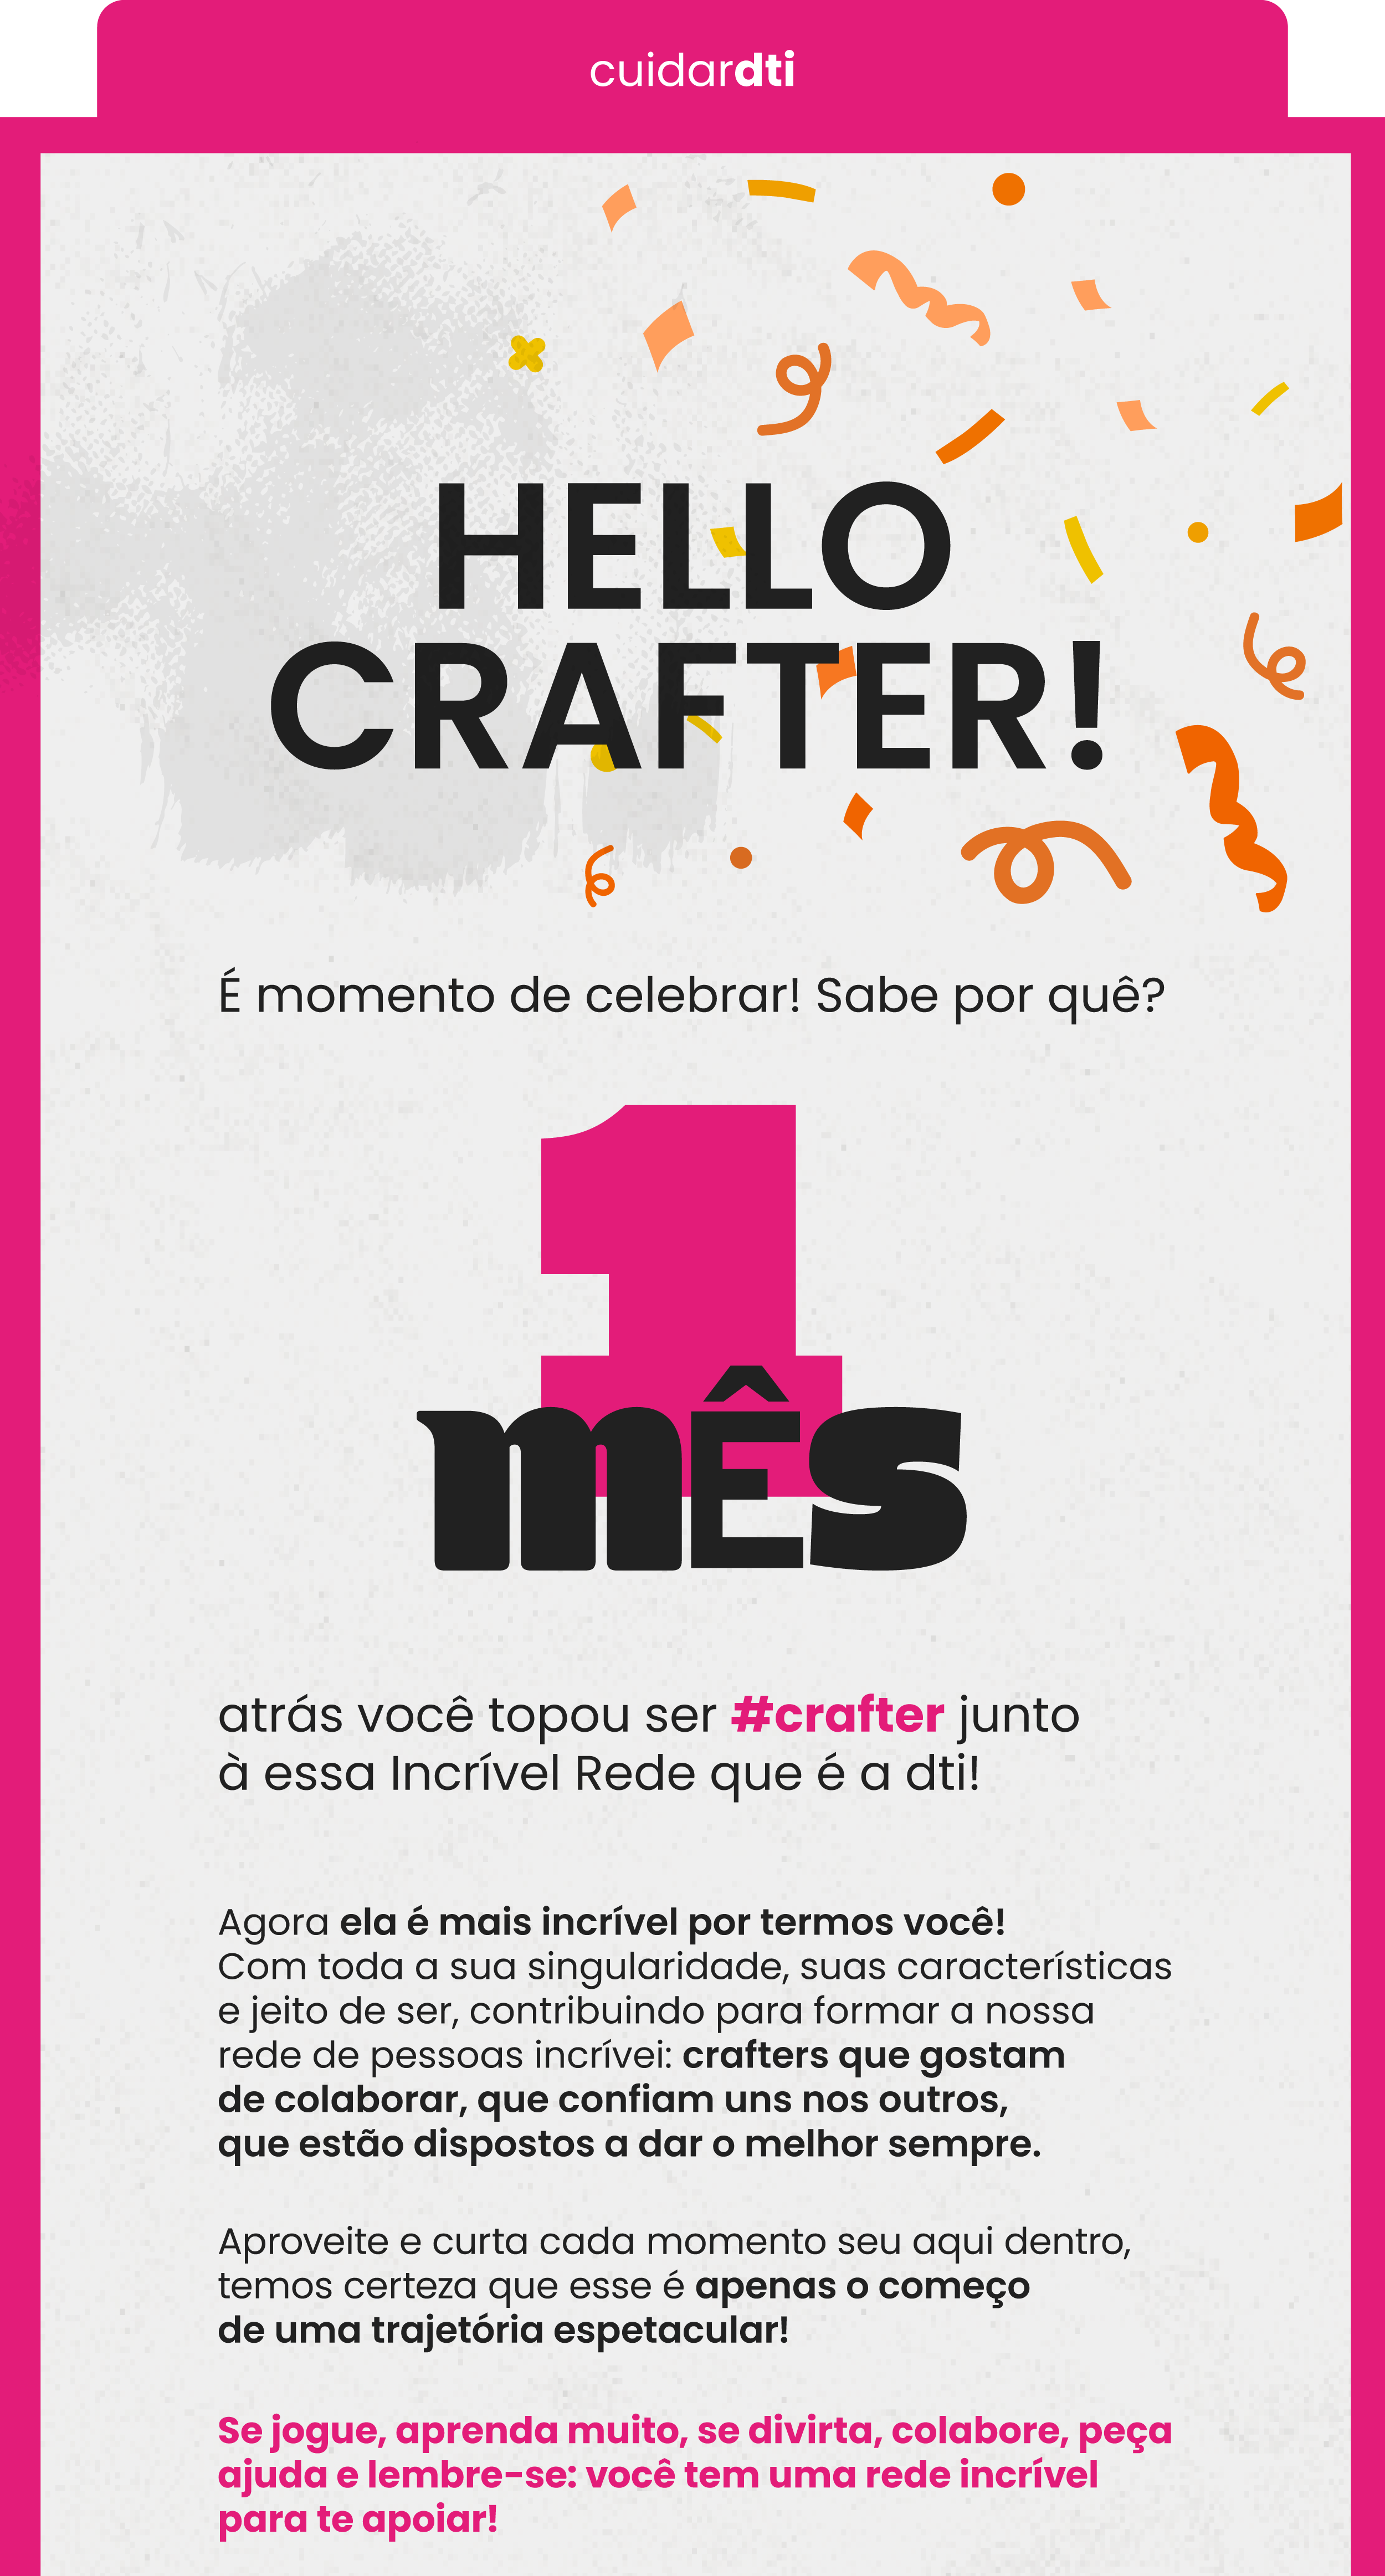 cuidardti
HELLO
CRAFTER!
É momento de celebrar! Sabe por quê?
1
mês
atrás você topou ser #crafter junto
à essa Incrível Rede que é a dti!
Agora ela é mais incrível por termos você!
Com toda a sua singularidade, suas características
e jeito de ser, contribuindo para formar a nossa
rede de pessoas incrívei: crafters que gostam
de colaborar, que confiam uns nos outros,
que estão dispostos a dar o melhor sempre.
Aproveite e curta cada momento seu aqui dentro,
temos certeza que esse é apenas o começo
de uma trajetória espetacular!
Se jogue, aprenda muito, se divirta, colabore, peça
ajuda e lembre-se: você tem uma rede incrível
para te apoiar!